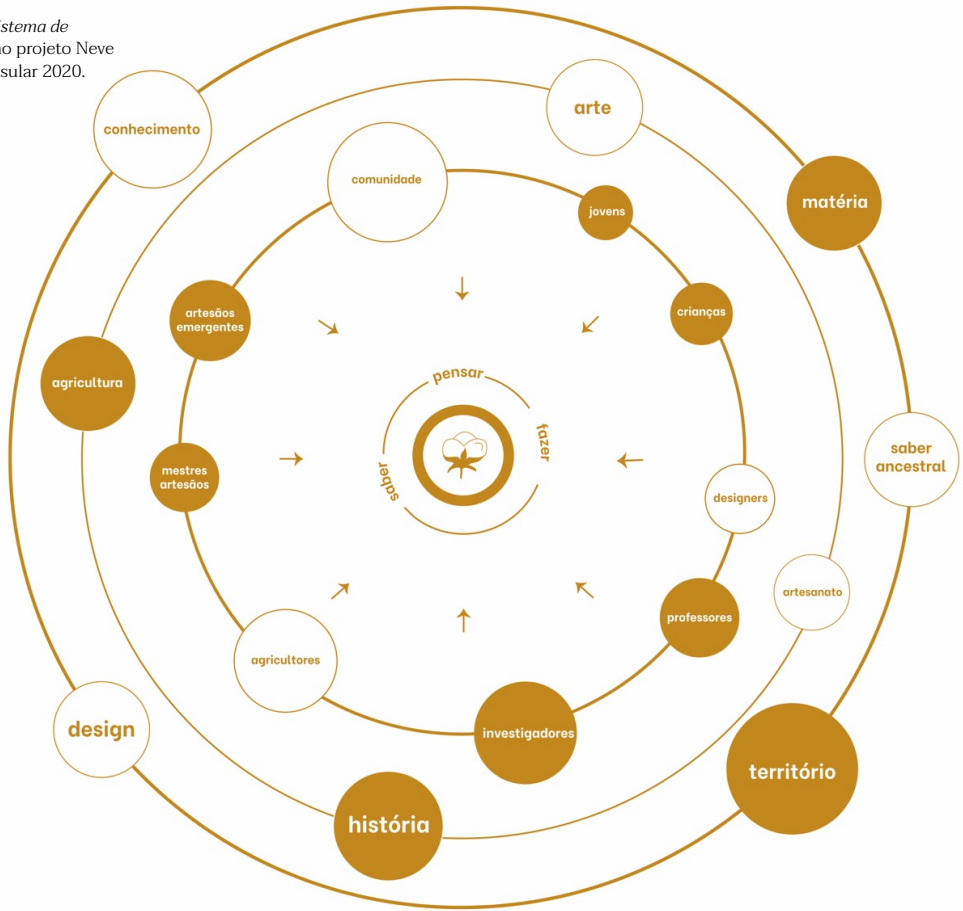 istema de
o projeto Neve
sular 2020.
conhecimento
arte
comunidade
matéria
jovens
artesãos
emergentes
crianças
agricultura
pensar
fazer
saber
saber
ancestral
mestres
artesãos
designers
artesanato
professores
agricultores
design
investigadores
território
história